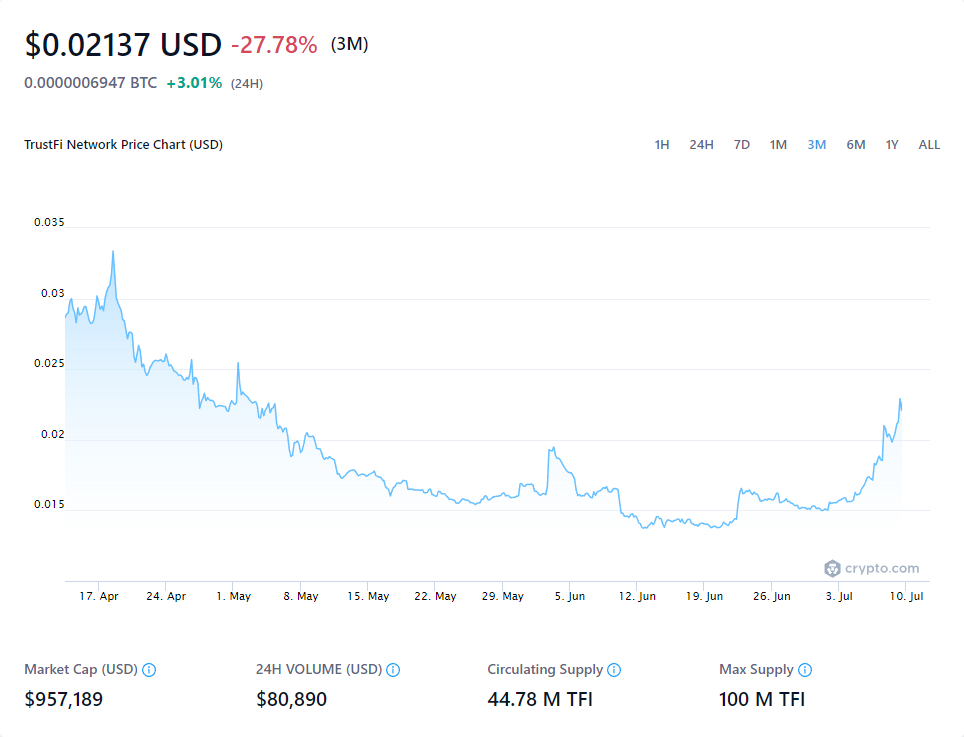 $0.02137 USD -27.78% (3M)
0.0000006947 BTC +3.01% (24H)
TrustFi Network Price Chart (USD) 1H 24H 7D 1M 3M 6M 1Y ALL
0.035
0.03
0.025
0.02
0.015
crypto.com
17. Apr 24. Apr 1. May 8. May 15. May 22. May 29. May 5. Jun 12. Jun 19. Jun 26. Jun 3. Jul 10. Jul
Market Cap (USD) 24H VOLUME (USD) Circulating Supply Max Supply
$957,189 $80,890 44.78 M TFI 100 M TFI